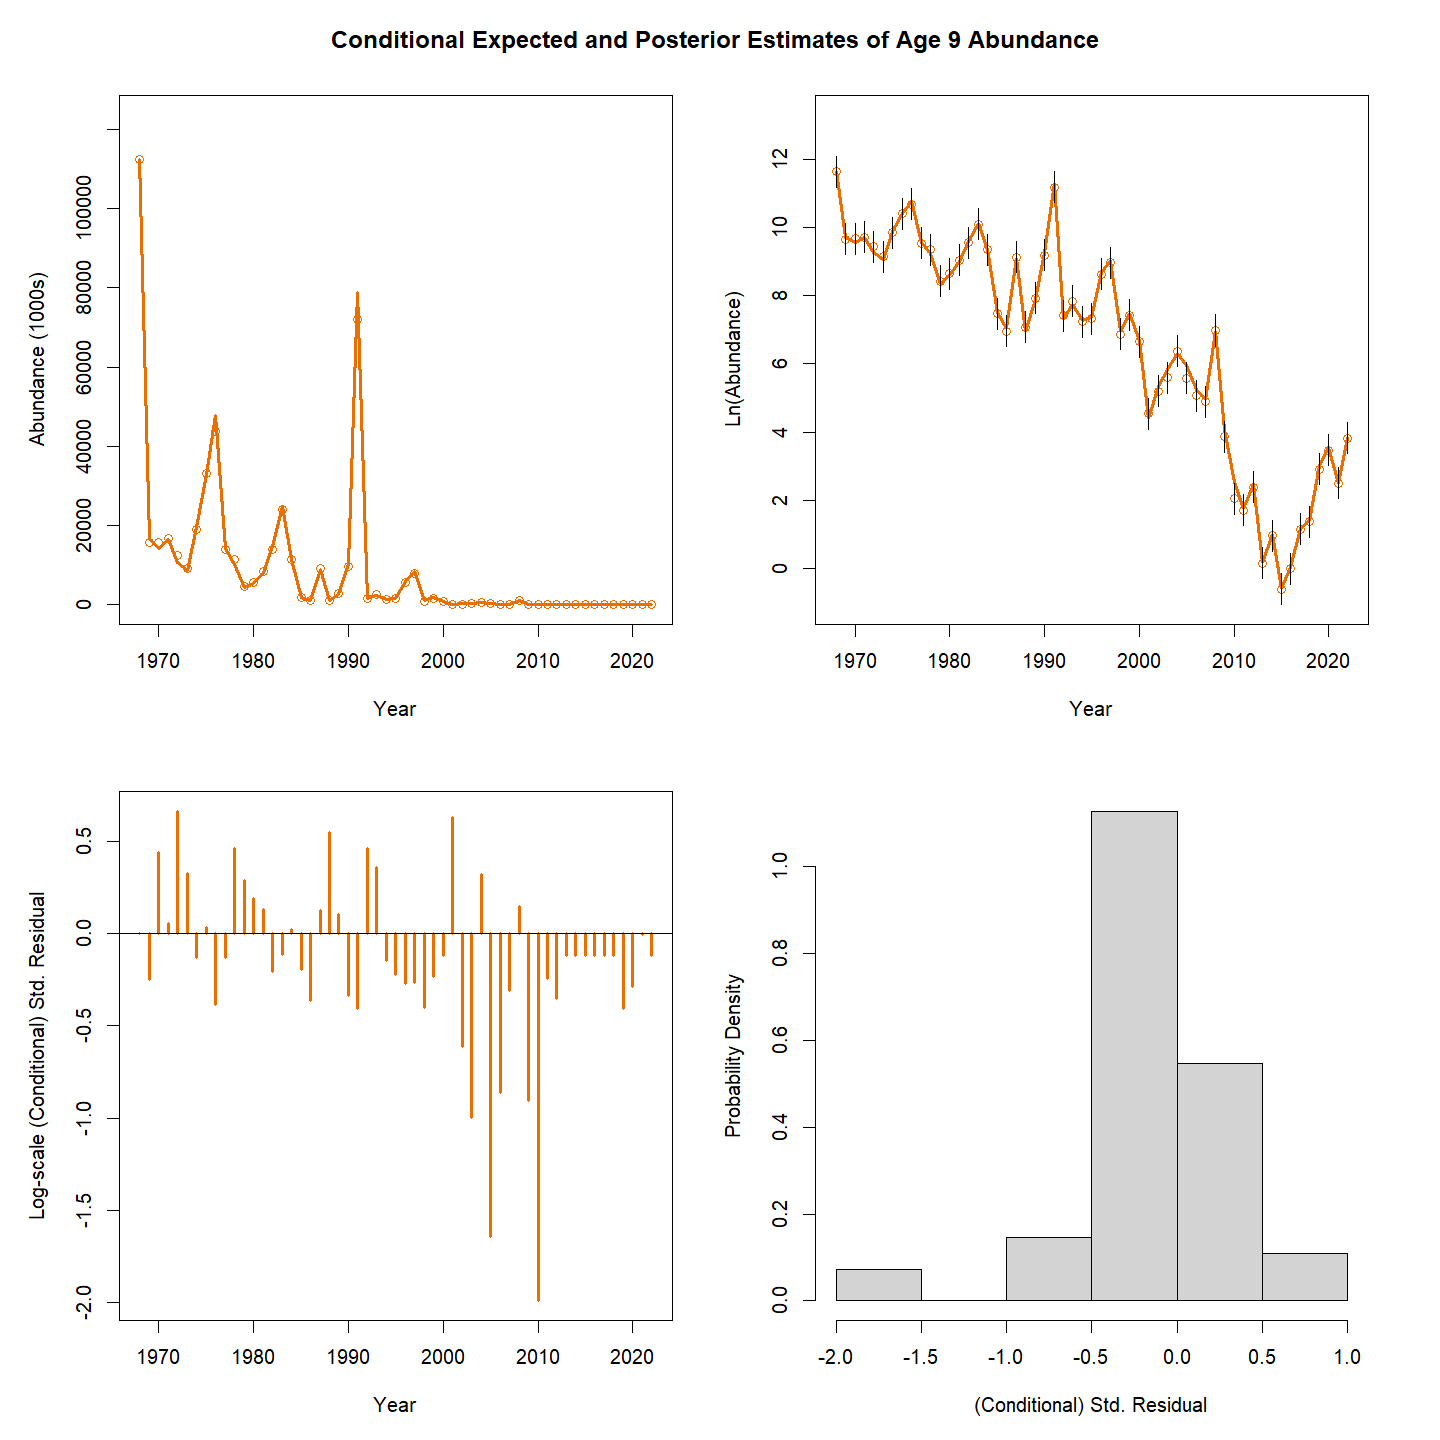 Conditional Expected and Posterior Estimates of Age 9 Abundance
Abundance (1000s)
0 20000 40000 60000 80000 100000
1970 1980 1990 2000 2010 2020
Year
Ln(Abundance)
0 2 4 6 8 10 12
1970 1980 1990 2000 2010 2020
Year
Log-scale (Conditional) Std. Residual
-2.0 -1.5 -1.0 -0.5 0.0 0.5
1970 1980 1990 2000 2010 2020
Year
Probability Density
0.0 0.2 0.4 0.6 0.8 1.0
-2.0 -1.5 -1.0 -0.5 0.0 0.5 1.0
(Conditional) Std. Residual